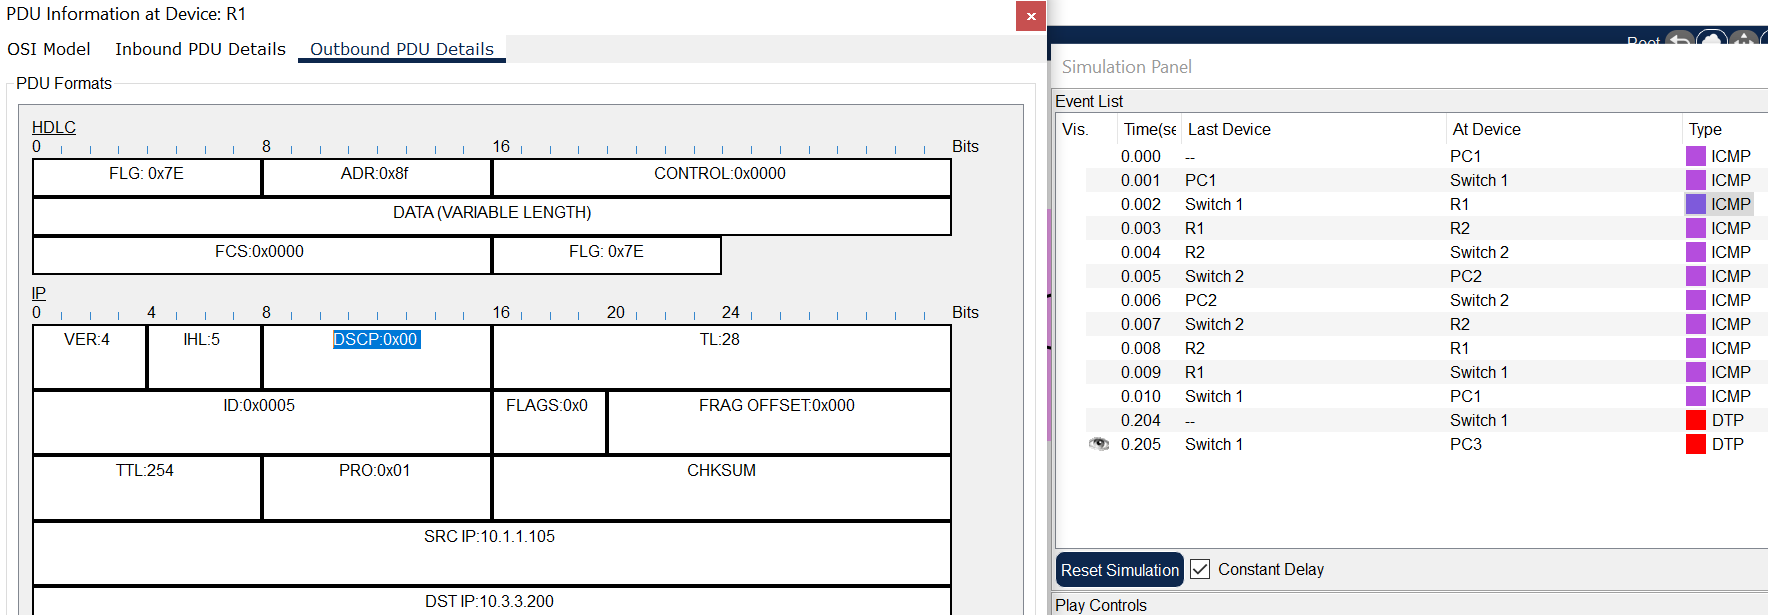 PDU Information at Device: R1
OSI Model Inbound PDU Details Outbound PDU Details
PDU Formats
HDLC
0 8 16 Bits
FLG: 0x7E ADR:0x8f CONTROL:0x0000
DATA (VARIABLE LENGTH)
FCS:0x0000 FLG: 0x7E
IP
0 4 8 16 20 24 Bits
VER:4 IHL:5 DSCP:0x00 TL:28
ID:0x0005 FLAGS:0x0 FRAG OFFSET:0x000
TTL:254 PRO:0x01 CHKSUM
SRC IP:10.1.1.105
DST IP:10.3.3.200
Root
Simulation Panel
Event List
Vis. Time(se Last Device At Device Type
0.000 -- PC1 ICMP
0.001 PC1 Switch 1 ICMP
0.002 Switch 1 R1 ICMP
0.003 R1 R2 ICMP
0.004 R2 Switch 2 ICMP
0.005 Switch 2 PC2 ICMP
0.006 PC2 Switch 2 ICMP
0.007 Switch 2 R2 ICMP
0.008 R2 R1 ICMP
0.009 R1 Switch 1 ICMP
0.010 Switch 1 PC1 ICMP
0.204 -- Switch 1 DTP
0.205 Switch 1 PC3 DTP
Reset Simulation Constant Delay
Play Controls